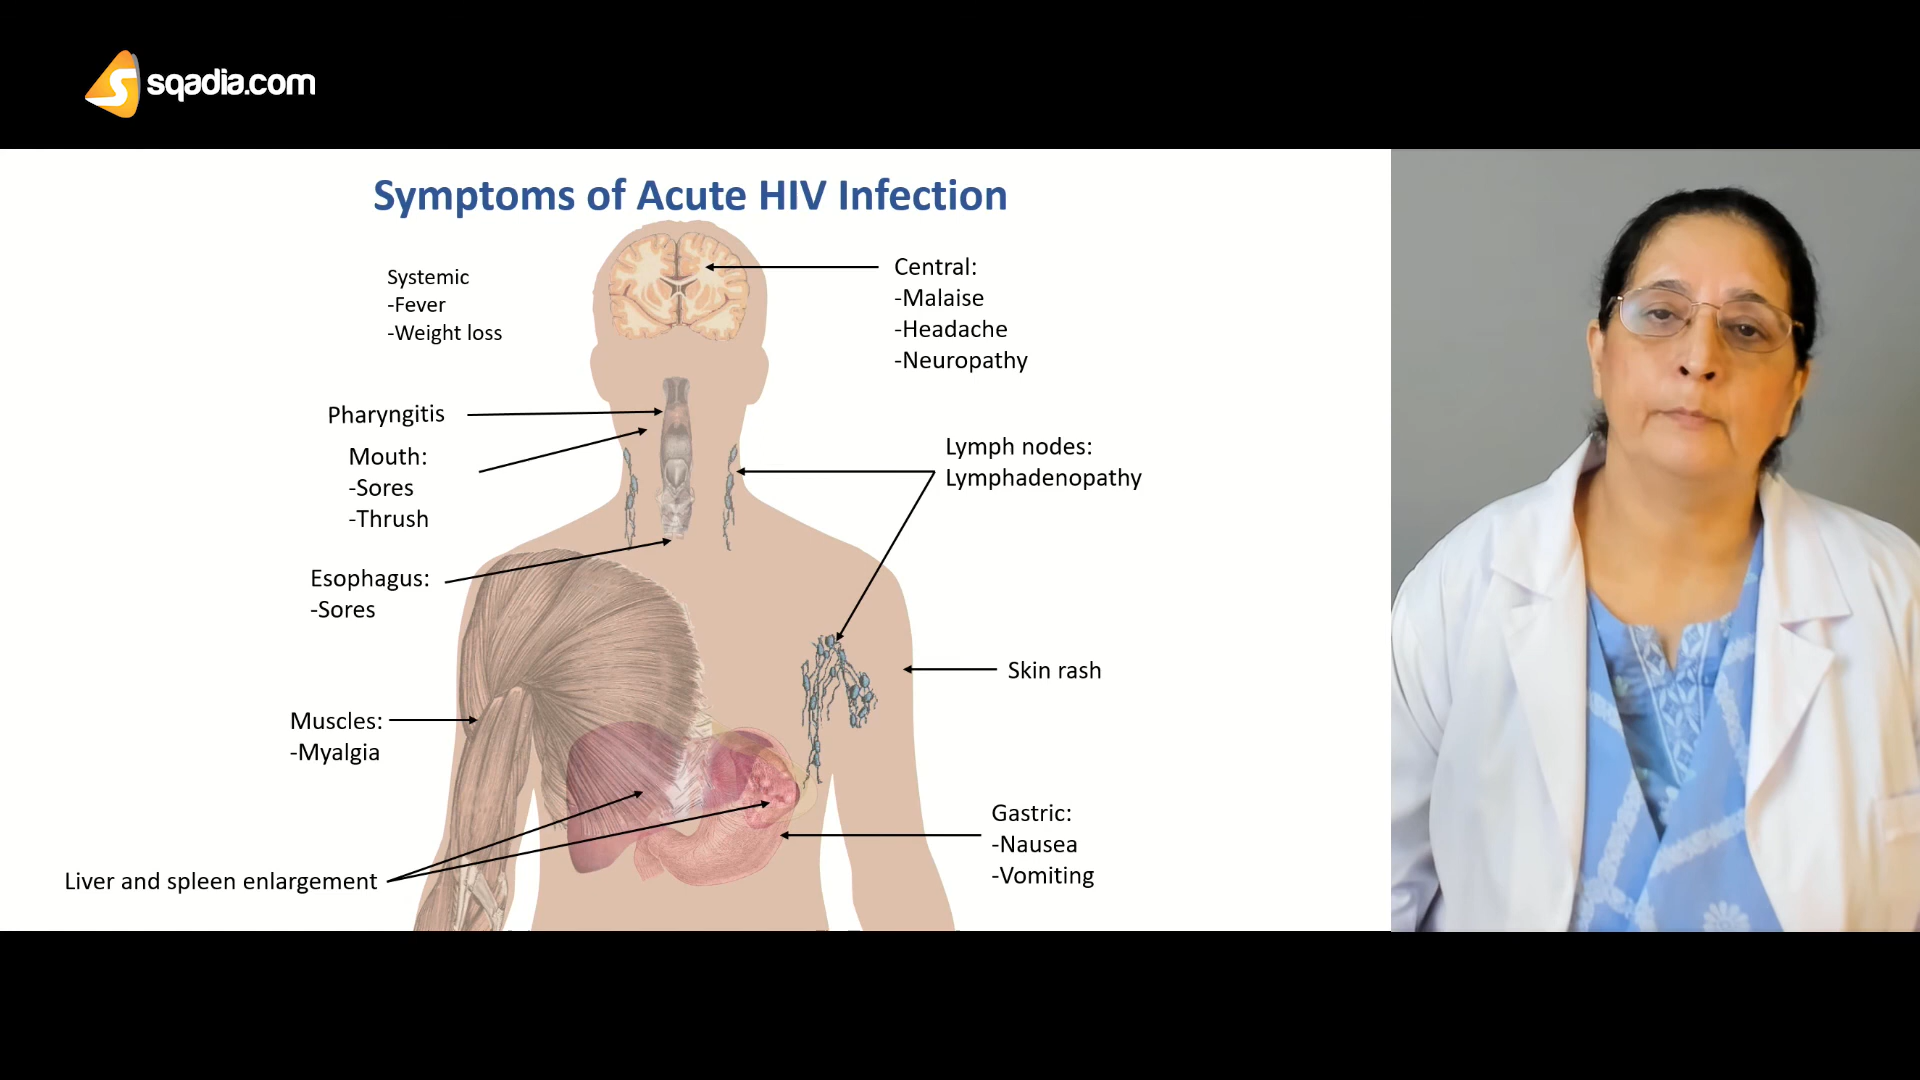 sqadia.com
Symptoms of Acute HIV Infection
Systemic
-Fever
-Weight loss
Central:
-Malaise
-Headache
-Neuropathy
Pharyngitis
Mouth:
-Sores
-Thrush
Lymph nodes:
Lymphadenopathy
Esophagus:
-Sores
Skin rash
Muscles:
-Myalgia
Gastric:
-Nausea
-Vomiting
Liver and spleen enlargement